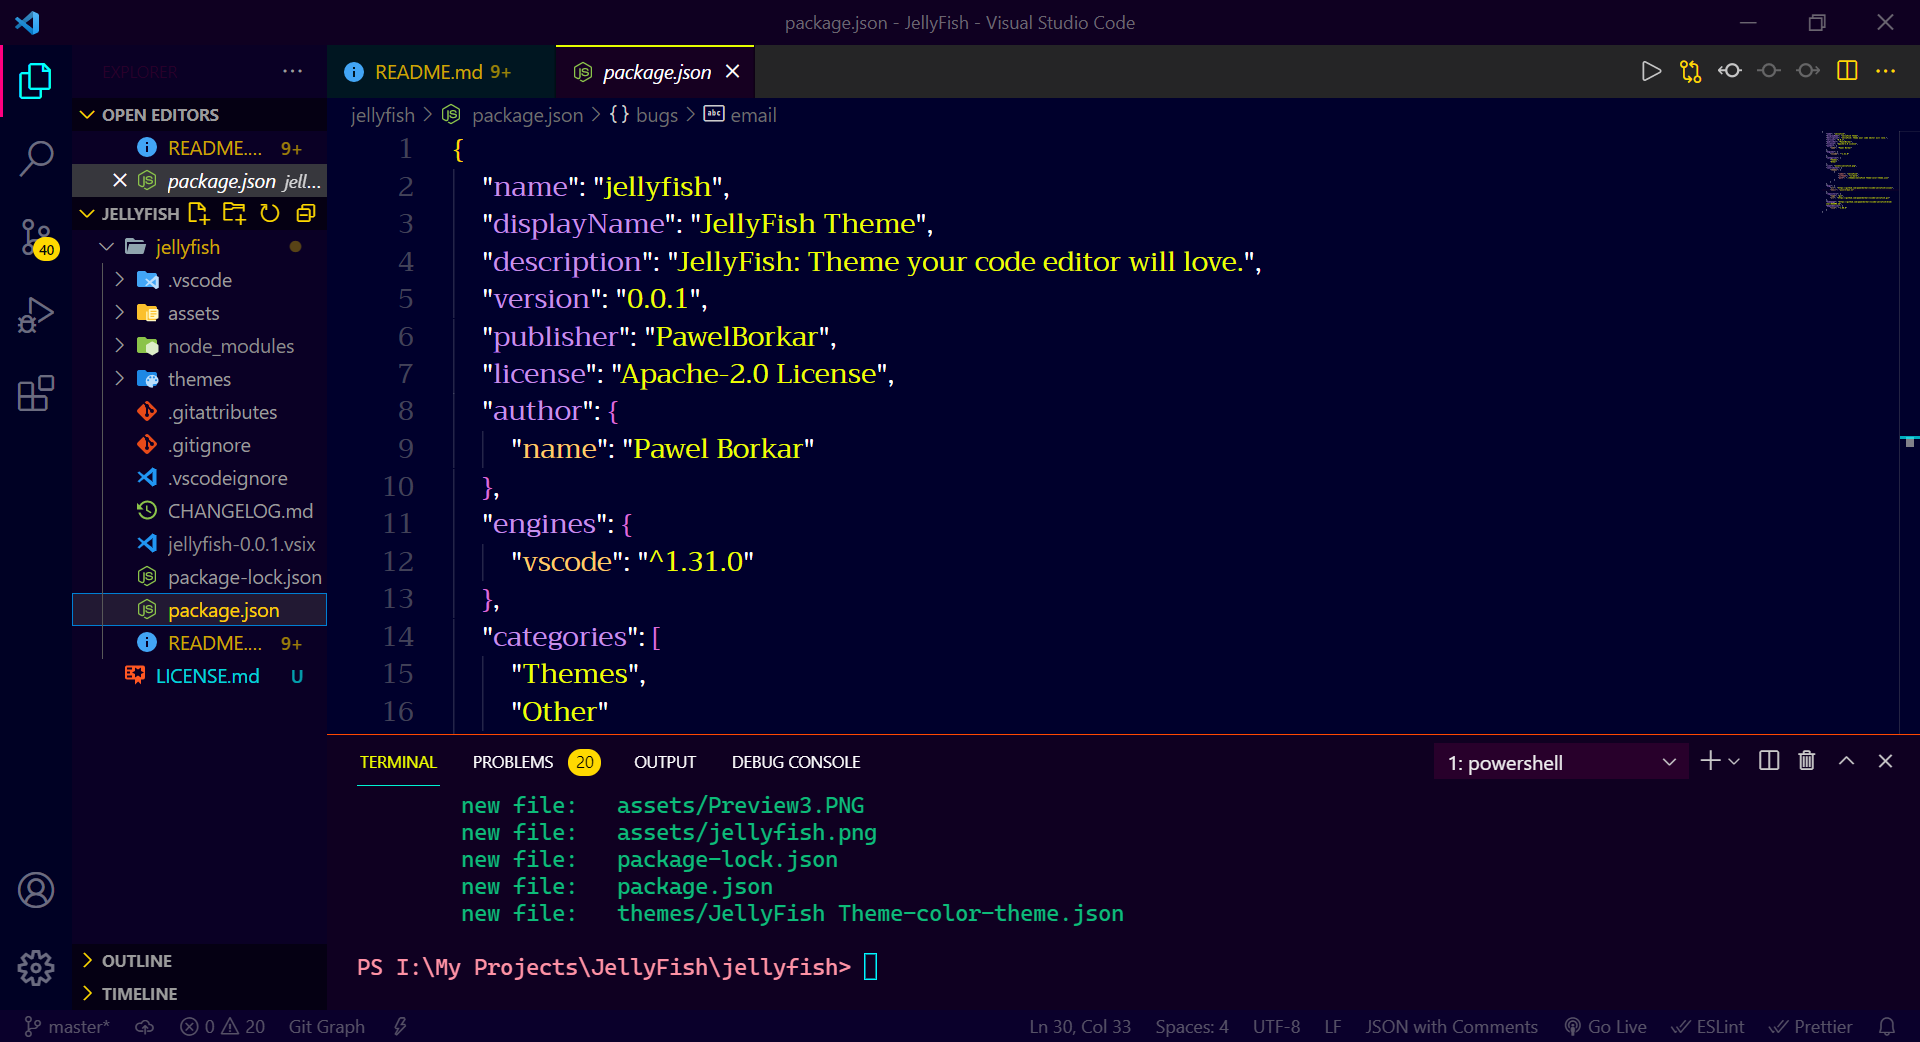 package.json - JellyFish - Visual Studio Code
EXPLORER
OPEN EDITORS
README.... 9+
package.json jell...
JELLYFISH
jellyfish
.vscode
assets
node_modules
themes
.gitattributes
.gitignore
.vscodeignore
CHANGELOG.md
jellyfish-0.0.1.vsix
package-lock.json
package.json
README.... 9+
LICENSE.md U
OUTLINE
TIMELINE
40
README.md 9+
package.json
jellyfish > package.json > {} bugs > abc email
1 {
2 "name": "jellyfish",
3 "displayName": "JellyFish Theme",
4 "description": "JellyFish: Theme your code editor will love.",
5 "version": "0.0.1",
6 "publisher": "PawelBorkar",
7 "license": "Apache-2.0 License",
8 "author": {
9 "name": "Pawel Borkar"
10 },
11 "engines": {
12 "vscode": "^1.31.0"
13 },
14 "categories": [
15 "Themes",
16 "Other"
TERMINAL PROBLEMS 20 OUTPUT DEBUG CONSOLE 1: powershell
new file: assets/Preview3.PNG
new file: assets/jellyfish.png
new file: package-lock.json
new file: package.json
new file: themes/JellyFish Theme-color-theme.json
PS I:\My Projects\JellyFish\jellyfish>
master* 0 20 Git Graph Ln 30, Col 33 Spaces: 4 UTF-8 LF JSON with Comments Go Live ESLint Prettier